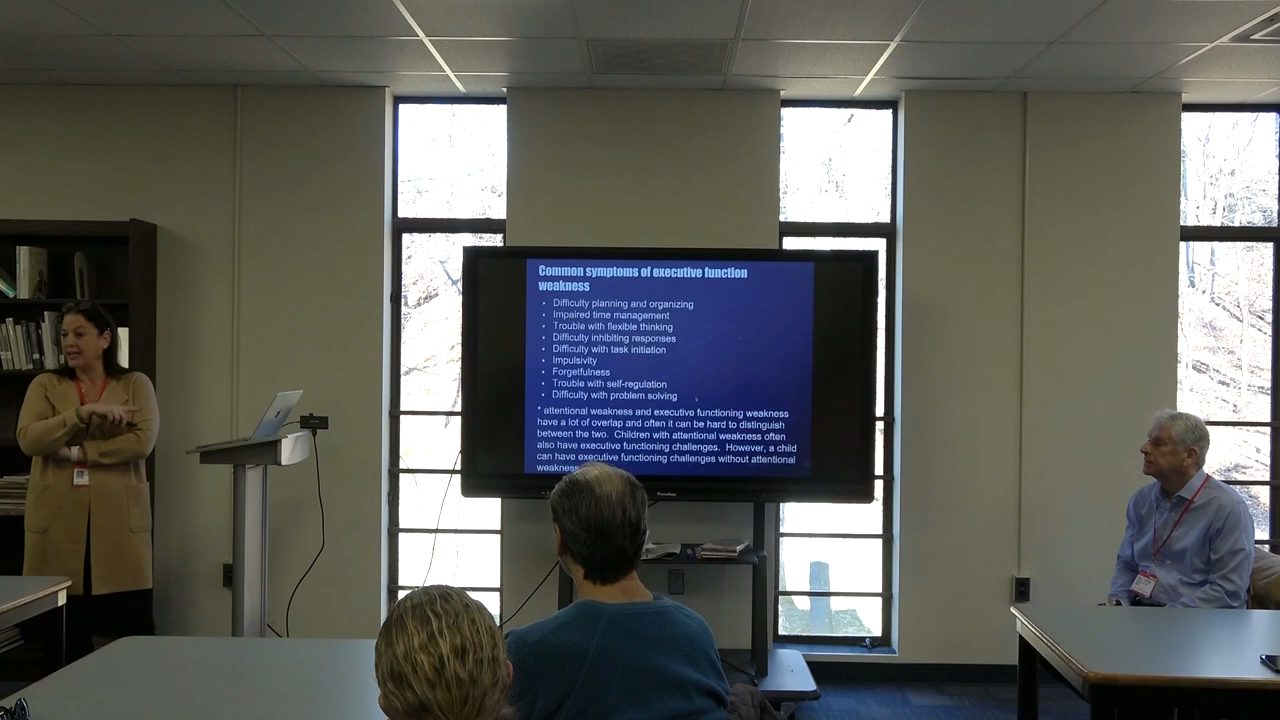 Common symptoms of executive function
weakness
• Difficulty planning and organizing
• Impaired time management
• Trouble with flexible thinking
• Difficulty inhibiting responses
• Difficulty with task initiation
• Impulsivity
• Forgetfulness
• Trouble with self-regulation
• Difficulty with problem solving
* attentional weakness and executive functioning weakness
have a lot of overlap and often it can be hard to distinguish
between the two. Children with attentional weakness often
also have executive functioning challenges. However, a child
can have executive functioning challenges without attentional
weakness
Promethean